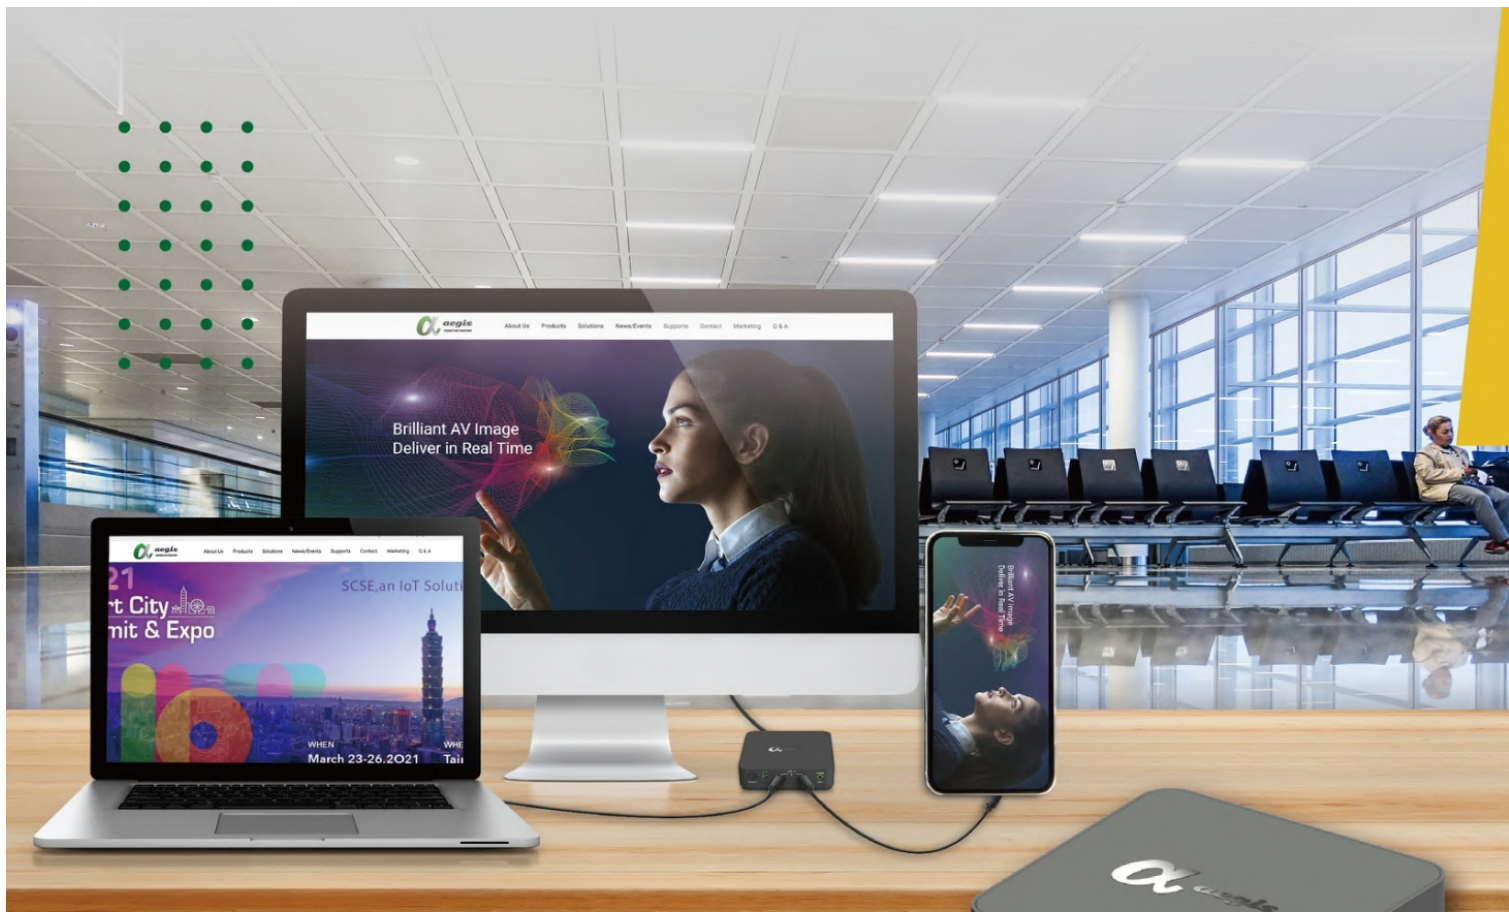 aegis
About Us Products Solutions News/Events Supports Contact Marketing Q & A
Brilliant AV Image
Deliver in Real Time
aegis
About Us Products Solutions News/Events Supports Contact Marketing Q & A
21
SCSE,an IoT Soluti
rt City
mit & Expo
WHEN
March 23-26.2021
WHE
Tai
Brilliant AV Image
Deliver in Real Time
aegis